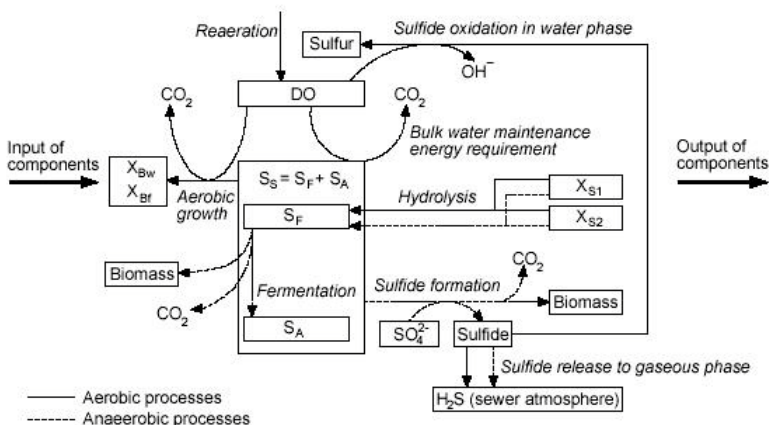 Reaeration
Sulfide oxidation in water phase
Sulfur
OH⁻
CO₂
DO
CO₂
Input of
components
Bulk water maintenance
energy requirement
Output of
components
X_Bw
X_Bf
Aerobic
growth
S_S = S_F + S_A
Hydrolysis
X_S1
S_F
X_S2
Biomass
CO₂
Fermentation
Sulfide formation
CO₂
Biomass
S_A
SO₄²⁻
Sulfide
Sulfide release to gaseous phase
Aerobic processes
H₂S (sewer atmosphere)
Anaerobic processes